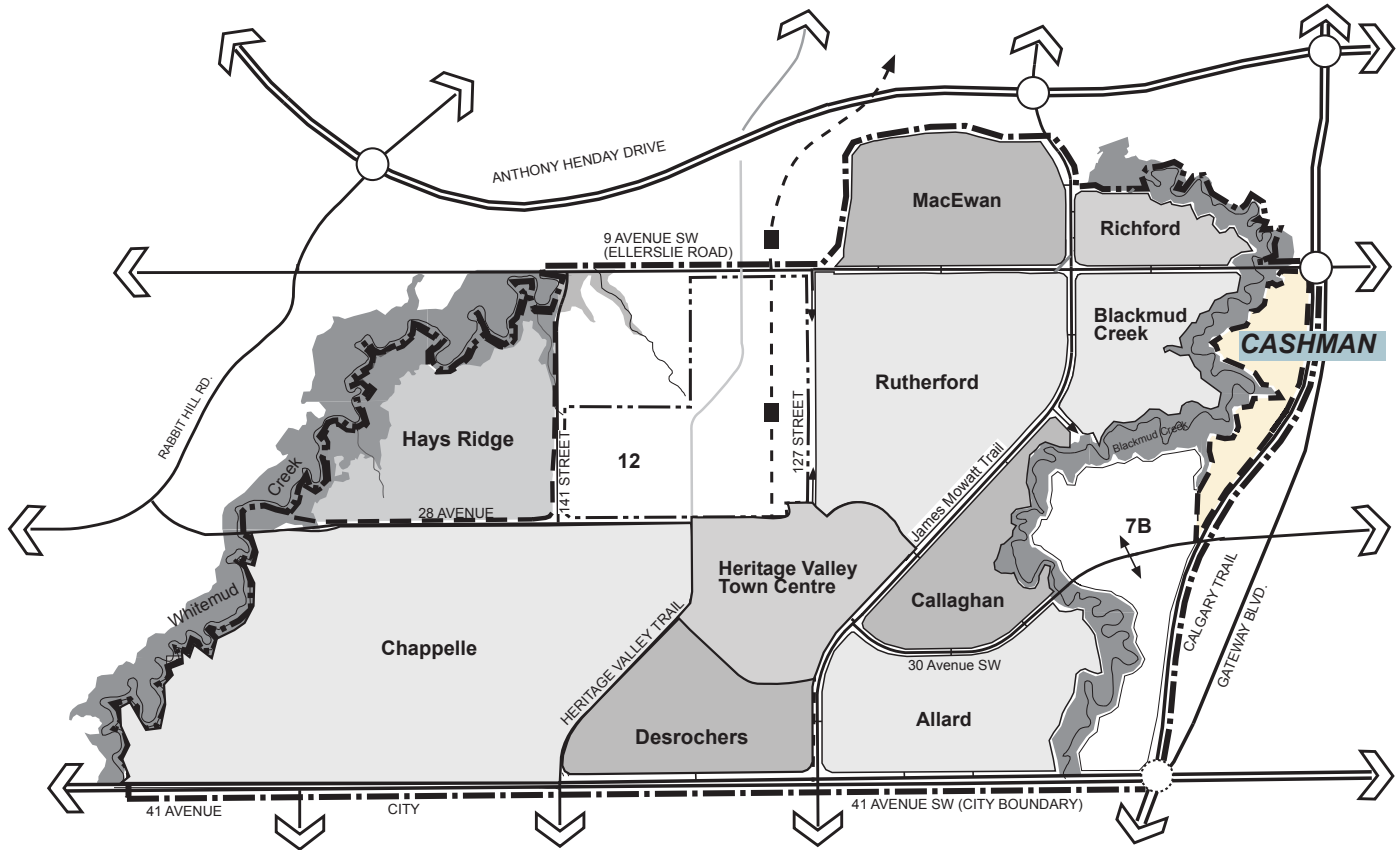 ANTHONY HENDAY DRIVE
MacEwan
Richford
9 AVENUE SW
(ELLERSLIE ROAD)
Blackmud
Creek
CASHMAN
RABBIT HILL RD.
Rutherford
Hays Ridge
12
141 STREET
127 STREET
James Mowatt Trail
Blackmud Creek
Creek
28 AVENUE
7B
Heritage Valley
Town Centre
Callaghan
Whitemud
Chappelle
HERITAGE VALLEY TRAIL
30 Avenue SW
CALGARY TRAIL
GATEWAY BLVD.
Desrochers
Allard
41 AVENUE
CITY
41 AVENUE SW (CITY BOUNDARY)